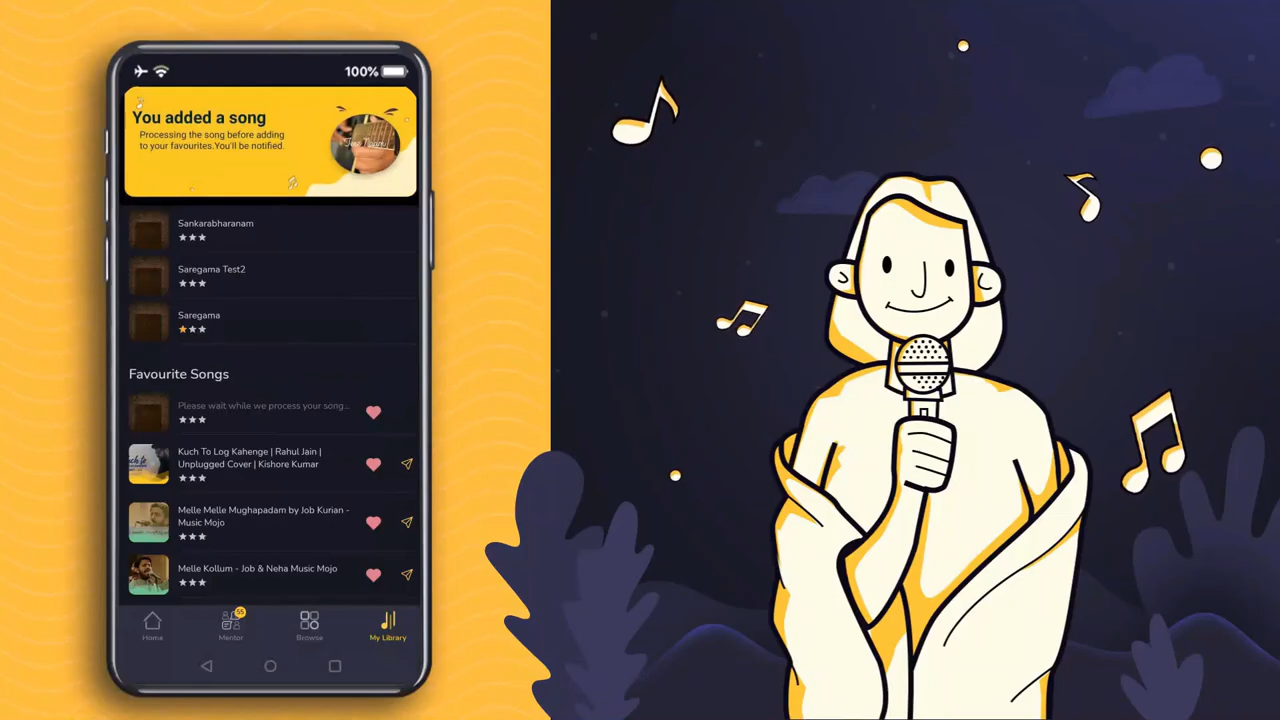 100%
You added a song
Processing the song before adding
to your favourites.You'll be notified.
Sankarabharanam
Saregama Test2
Saregama
Favourite Songs
Please wait while we process your song...
Kuch To Log Kahenge | Rahul Jain |
Unplugged Cover | Kishore Kumar
Melle Melle Mughapadam by Job Kurian -
Music Mojo
Melle Kollum - Job & Neha Music Mojo
55
Home
Mentor
Browse
My Library